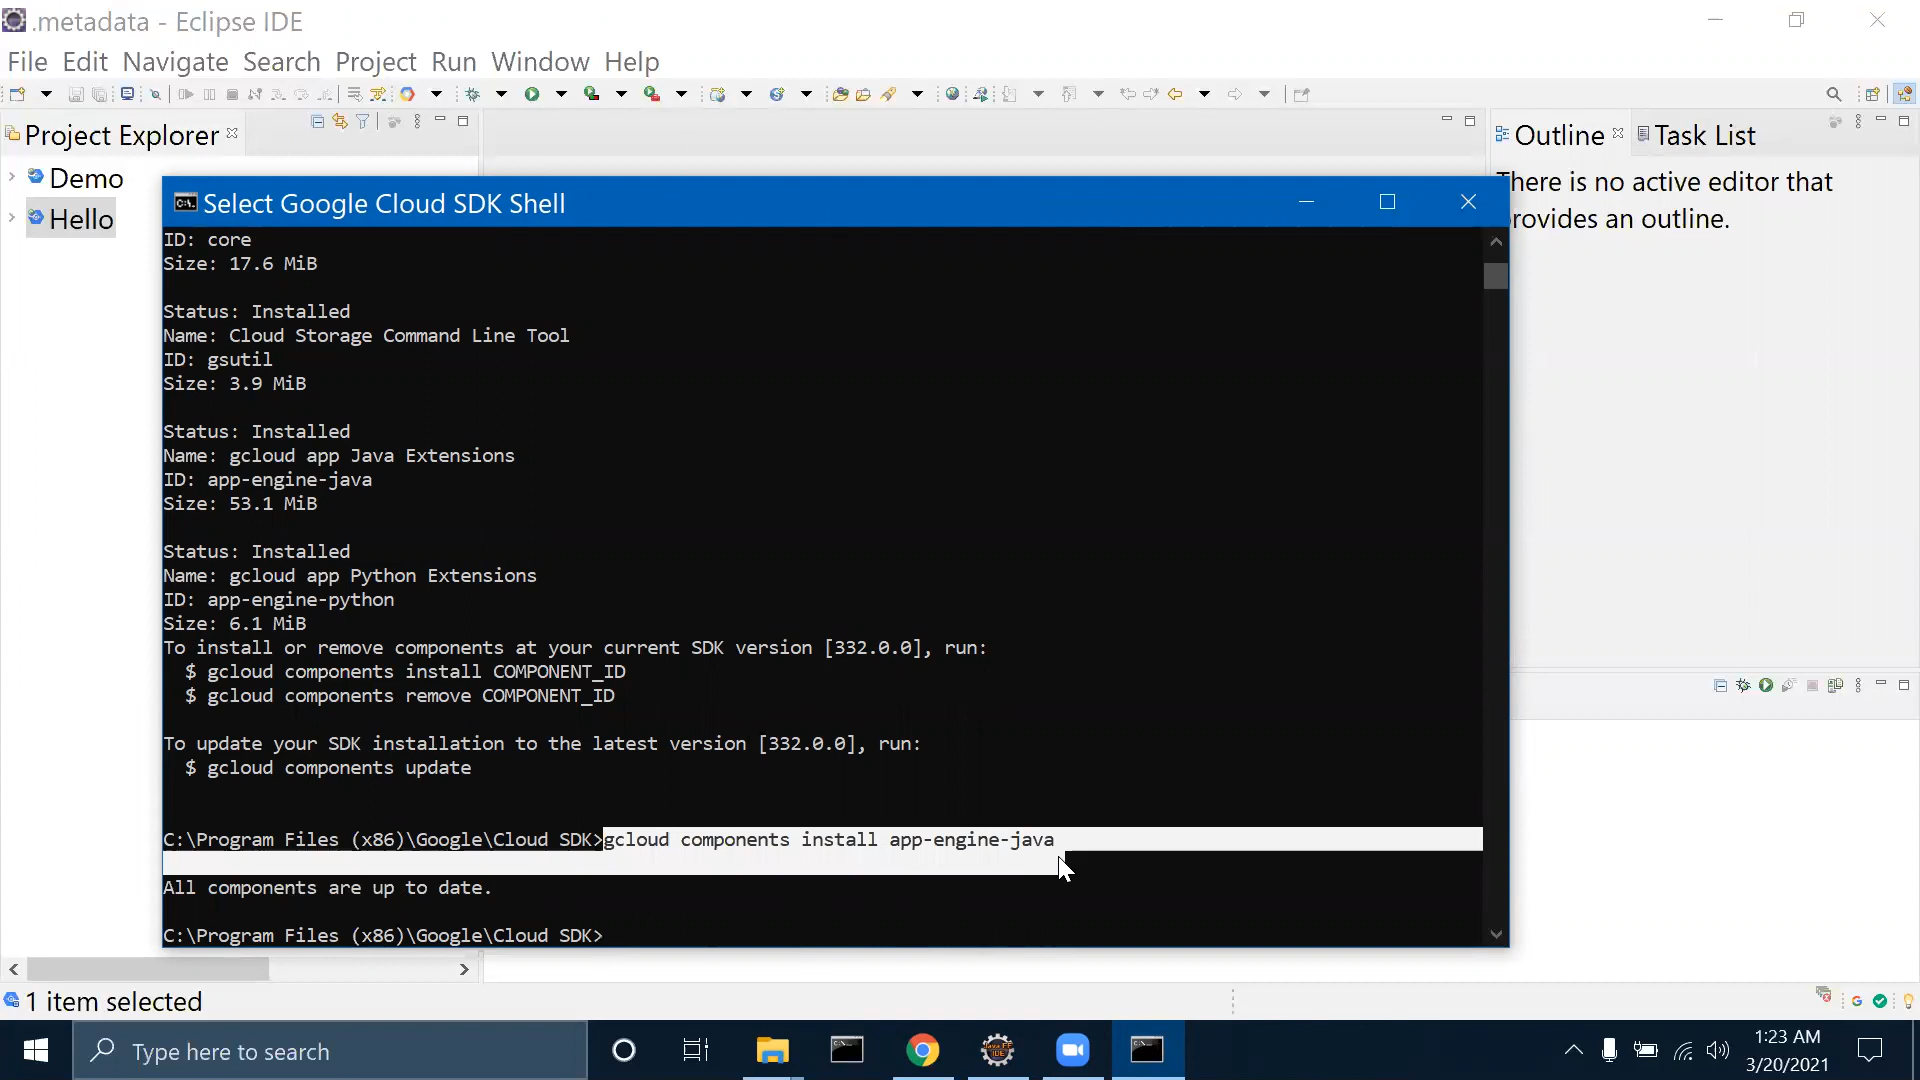 .metadata - Eclipse IDE
File Edit Navigate Search Project Run Window Help
Project Explorer
Outline
Task List
Demo
Hello
There is no active editor that
provides an outline.
Select Google Cloud SDK Shell
ID: core
Size: 17.6 MiB
Status: Installed
Name: Cloud Storage Command Line Tool
ID: gsutil
Size: 3.9 MiB
Status: Installed
Name: gcloud app Java Extensions
ID: app-engine-java
Size: 53.1 MiB
Status: Installed
Name: gcloud app Python Extensions
ID: app-engine-python
Size: 6.1 MiB
To install or remove components at your current SDK version [332.0.0], run:
$ gcloud components install COMPONENT_ID
$ gcloud components remove COMPONENT_ID
To update your SDK installation to the latest version [332.0.0], run:
$ gcloud components update
C:\Program Files (x86)\Google\Cloud SDK>gcloud components install app-engine-java
All components are up to date.
C:\Program Files (x86)\Google\Cloud SDK>
1 item selected
Type here to search
1:23 AM
3/20/2021